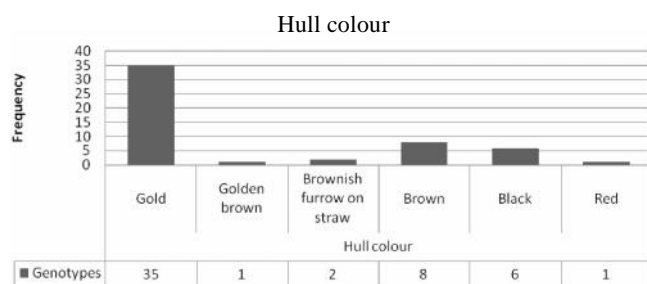 Hull colour
Frequency
40
35
30
25
20
15
10
5
0
Gold
Golden
brown
Brownish
furrow on
straw
Brown
Black
Red
Hull colour
Genotypes 35 1 2 8 6 1